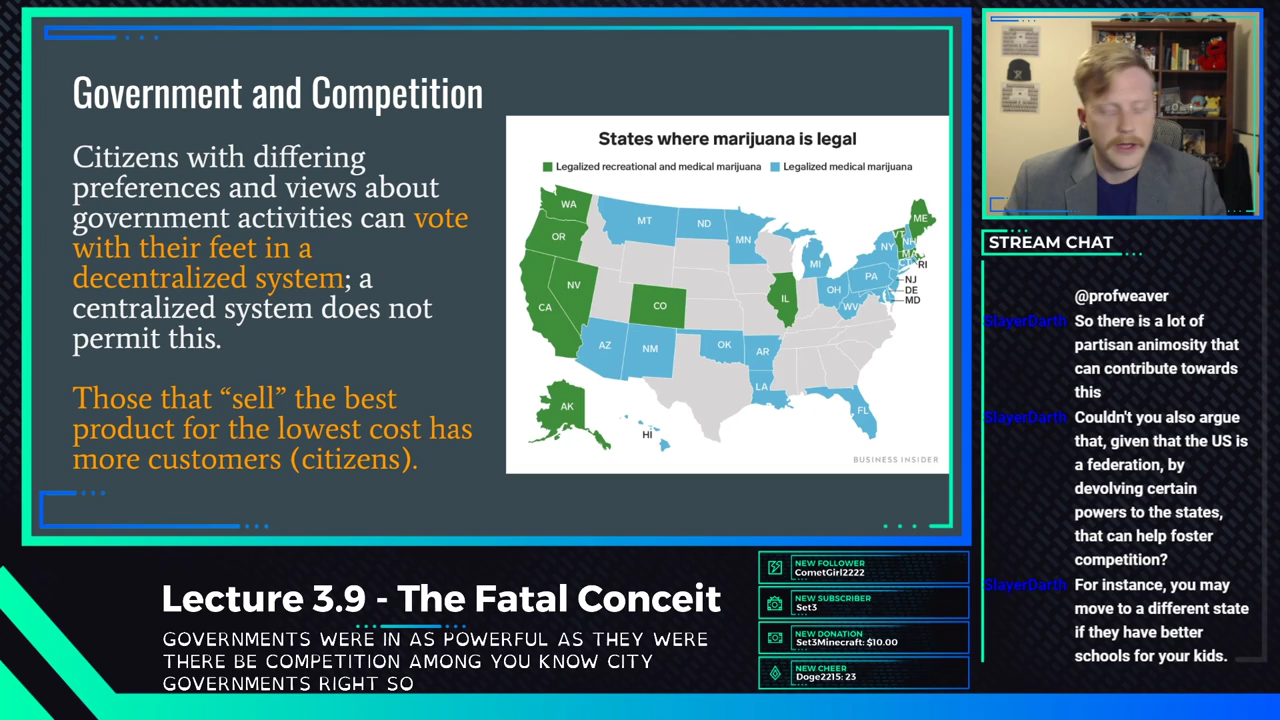 Government and Competition
Citizens with differing
preferences and views about
government activities can vote
with their feet in a
decentralized system; a
centralized system does not
permit this.
Those that “sell” the best
product for the lowest cost has
more customers (citizens).
States where marijuana is legal
Legalized recreational and medical marijuana
Legalized medical marijuana
WA
OR
CA
NV
MT
ND
MN
CO
AZ
NM
OK
AR
LA
IL
MI
OH
WV
PA
NY
VT
NH
ME
MA
CT
RI
NJ
DE
MD
FL
AK
HI
BUSINESS INSIDER
STREAM CHAT
@profweaver
SlayerDarth So there is a lot of
partisan animosity that
can contribute towards
this
SlayerDarth Couldn't you also argue
that, given that the US is
a federation, by
devolving certain
powers to the states,
that can help foster
competition?
SlayerDarth For instance, you may
move to a different state
if they have better
schools for your kids.
Lecture 3.9 - The Fatal Conceit
GOVERNMENTS WERE IN AS POWERFUL AS THEY WERE
THERE BE COMPETITION AMONG YOU KNOW CITY
GOVERNMENTS RIGHT SO
NEW FOLLOWER
CometGirl2222
NEW SUBSCRIBER
Set3
NEW DONATION
Set3Minecraft: $10.00
NEW CHEER
Doge2215: 23